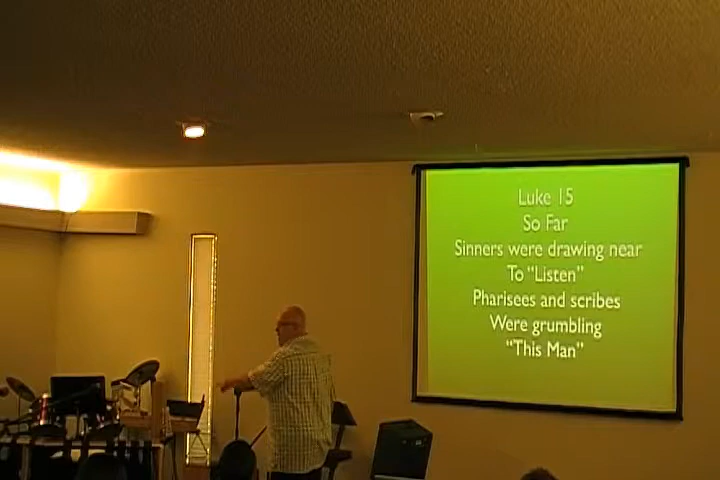 Luke 15
So Far
Sinners were drawing near
To "Listen"
Pharisees and scribes
Were grumbling
"This Man"